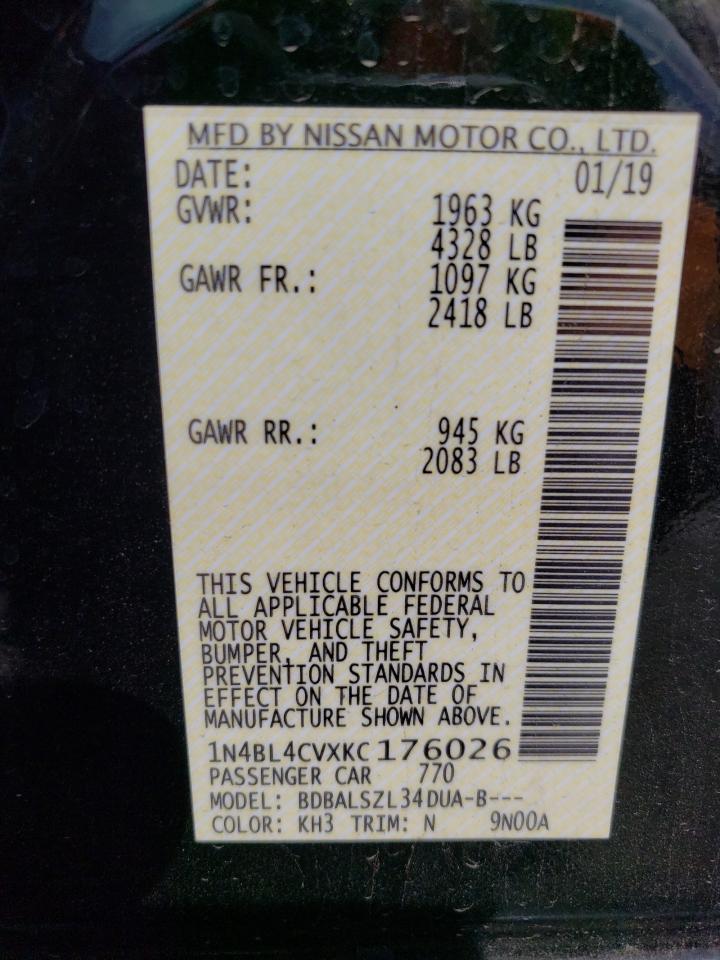 MFD BY NISSAN MOTOR CO., LTD.
DATE: 01/19
GVWR: 1963 KG
4328 LB
GAWR FR.: 1097 KG
2418 LB
GAWR RR.: 945 KG
2083 LB
THIS VEHICLE CONFORMS TO
ALL APPLICABLE FEDERAL
MOTOR VEHICLE SAFETY,
BUMPER, AND THEFT
PREVENTION STANDARDS IN
EFFECT ON THE DATE OF
MANUFACTURE SHOWN ABOVE.
1N4BL4CVXKC176026
PASSENGER CAR 770
MODEL: BDBALSZL34DUA-B---
COLOR: KH3 TRIM: N 9N00A